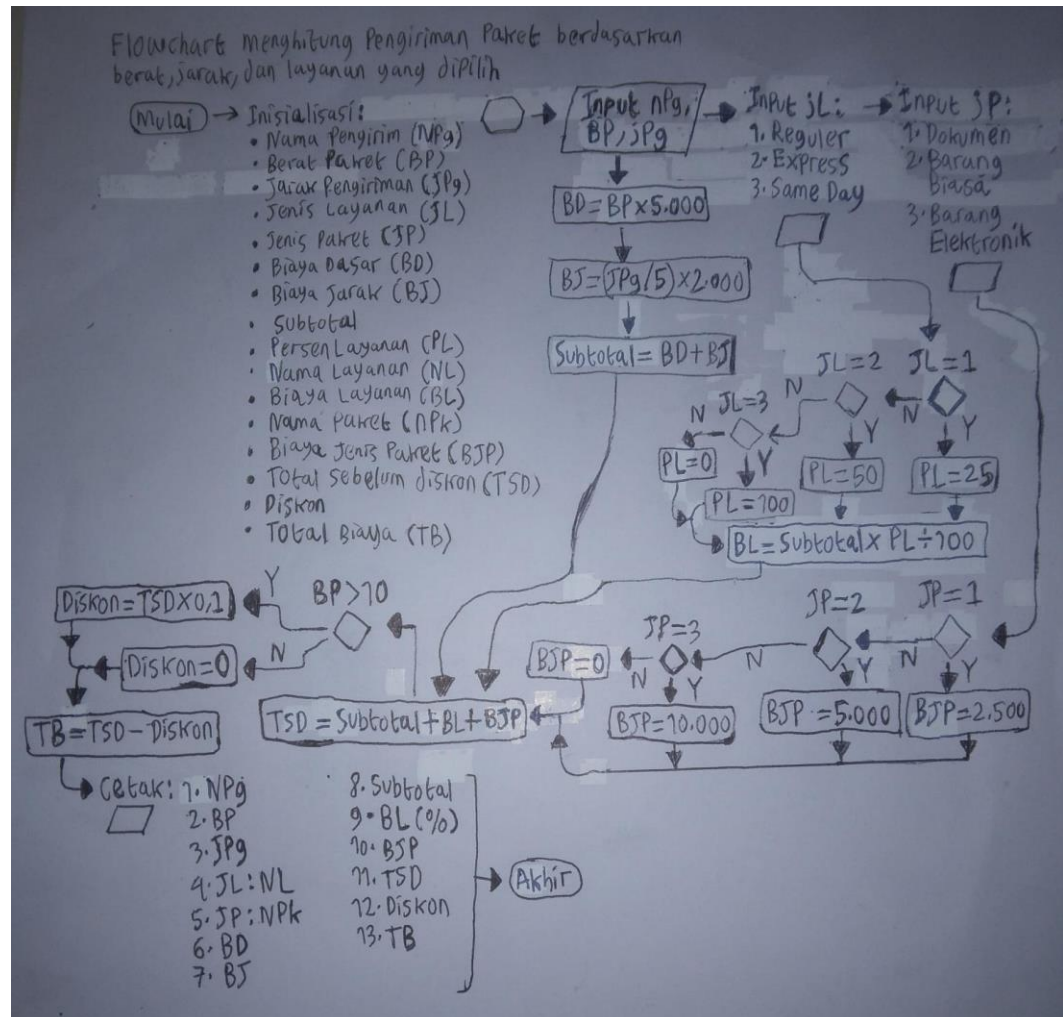 Flowchart menghitung Pengiriman Paket berdasarkan
berat, jarak, dan layanan yang dipilih
Mulai
Inisialisasi:
• Nama Pengirim (NPg)
• Berat Paket (BP)
• Jarak Pengiriman (JPg)
• Jenis Layanan (JL)
• Jenis Paket (JP)
• Biaya Dasar (BD)
• Biaya Jarak (BJ)
• Subtotal
• Persen Layanan (PL)
• Nama Layanan (NL)
• Biaya Layanan (BL)
• Nama Paket (NPk)
• Biaya Jenis Paket (BJP)
• Total sebelum diskon (TSD)
• Diskon
• Total Biaya (TB)
Input NPg,
BP, JPg
BD=BP×5.000
BJ=(JPg/5)×2.000
Subtotal=BD+BJ
Input JL:
1. Reguler
2. Express
3. Same Day
Input JP:
1. Dokumen
2. Barang
Biasa
3. Barang
Elektronik
JL=1
N
Y
PL=25
JL=2
N
Y
PL=50
JL=3
N
Y
PL=0
PL=100
BL=Subtotal×PL÷100
JP=1
N
Y
BJP=2.500
JP=2
N
Y
BJP=5.000
JP=3
N
Y
BJP=0
BJP=10.000
TSD=Subtotal+BL+BJP
BP>10
Y
N
Diskon=TSD×0,1
Diskon=0
TB=TSD-Diskon
Cetak: 1. NPg
2. BP
3. JPg
4. JL:NL
5. JP:NPk
6. BD
7. BJ
8. Subtotal
9. BL(%)
10. BJP
11. TSD
12. Diskon
13. TB
Akhir